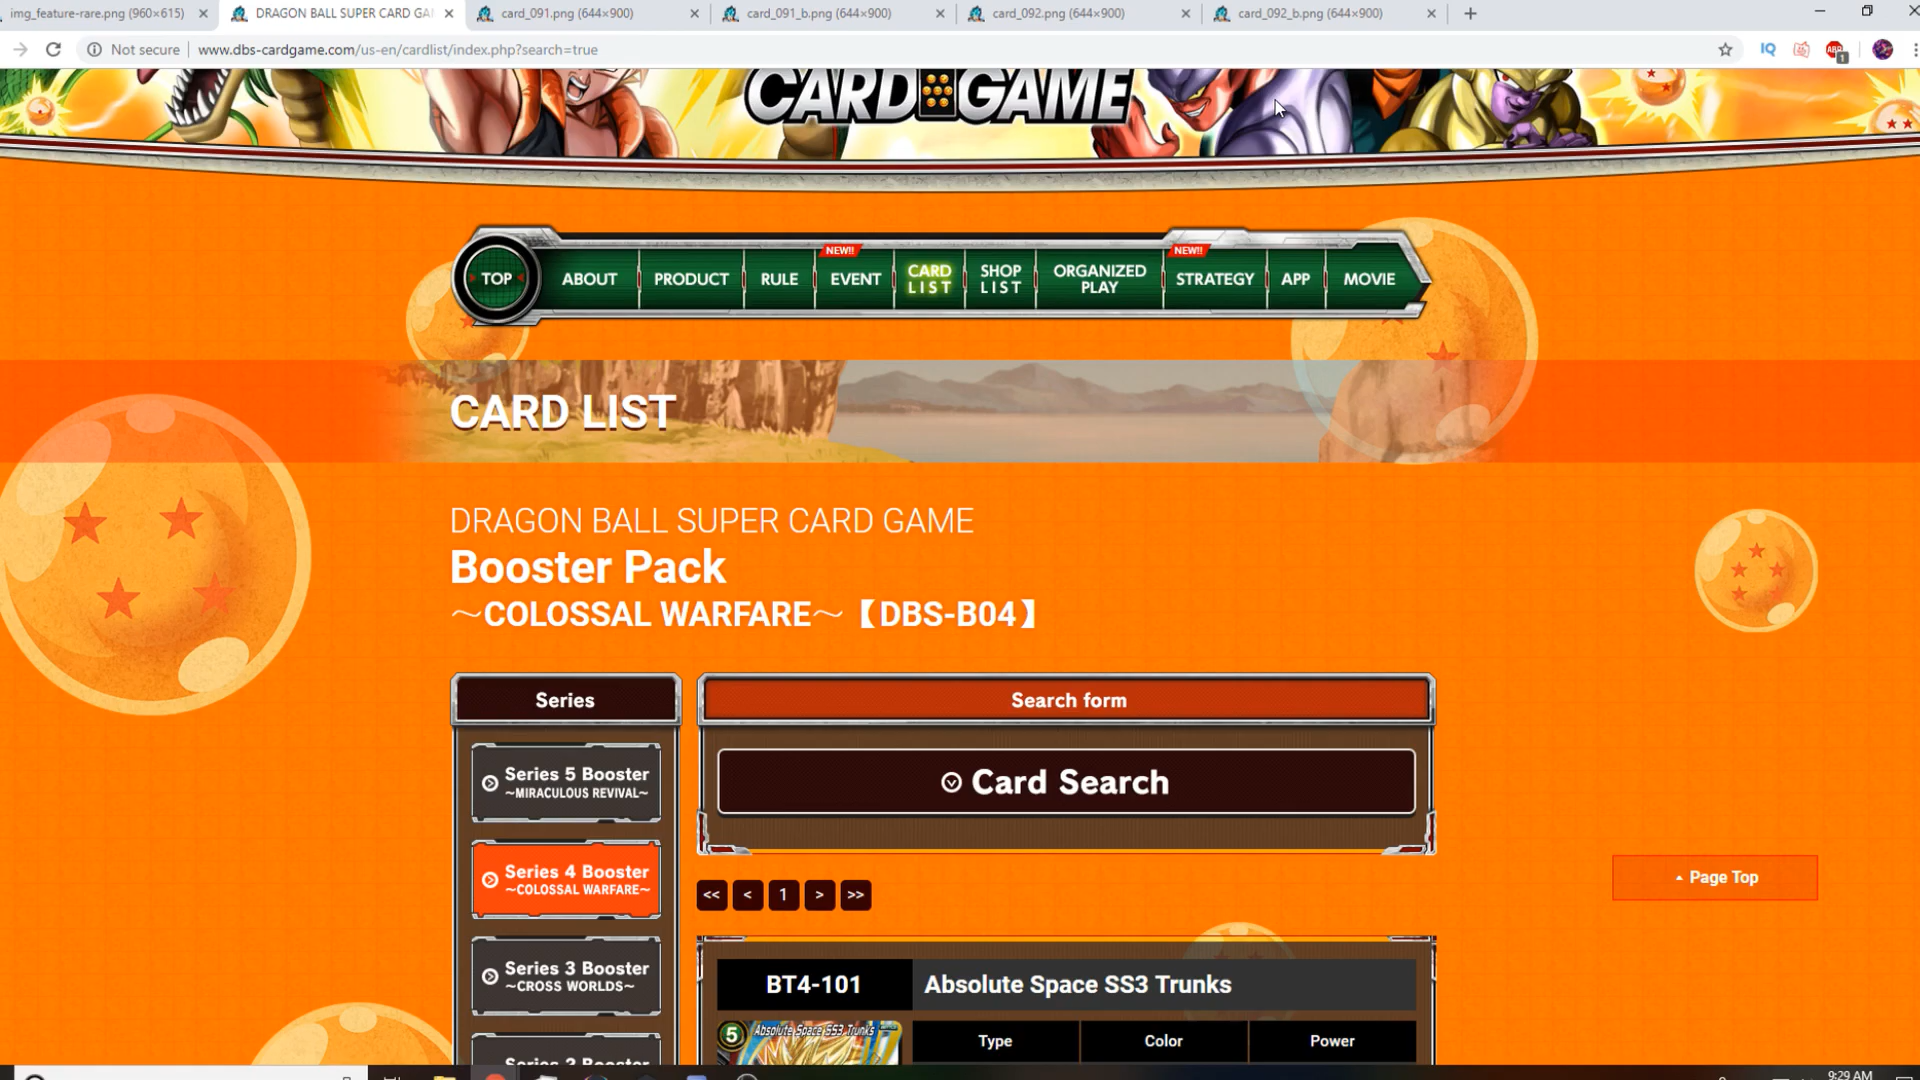 img_feature-rare.png (960×615)
DRAGON BALL SUPER CARD GA
card_091.png (644×900)
card_091_b.png (644×900)
card_092.png (644×900)
card_092_b.png (644×900)
Not secure
www.dbs-cardgame.com/us-en/cardlist/index.php?search=true
IQ
ABP
1
CARD GAME
TOP
ABOUT
PRODUCT
RULE
NEW!!
EVENT
CARD LIST
SHOP LIST
ORGANIZED PLAY
NEW!!
STRATEGY
APP
MOVIE
CARD LIST
DRAGON BALL SUPER CARD GAME
Booster Pack
～COLOSSAL WARFARE～【DBS-B04】
Series
Search form
Series 5 Booster
～MIRACULOUS REVIVAL～
Card Search
Series 4 Booster
～COLOSSAL WARFARE～
<< < 1 > >>
Page Top
Series 3 Booster
～CROSS WORLDS～
BT4-101
Absolute Space SS3 Trunks
5
Absolute Space SS3 Trunks
Type
Color
Power
9:29 AM